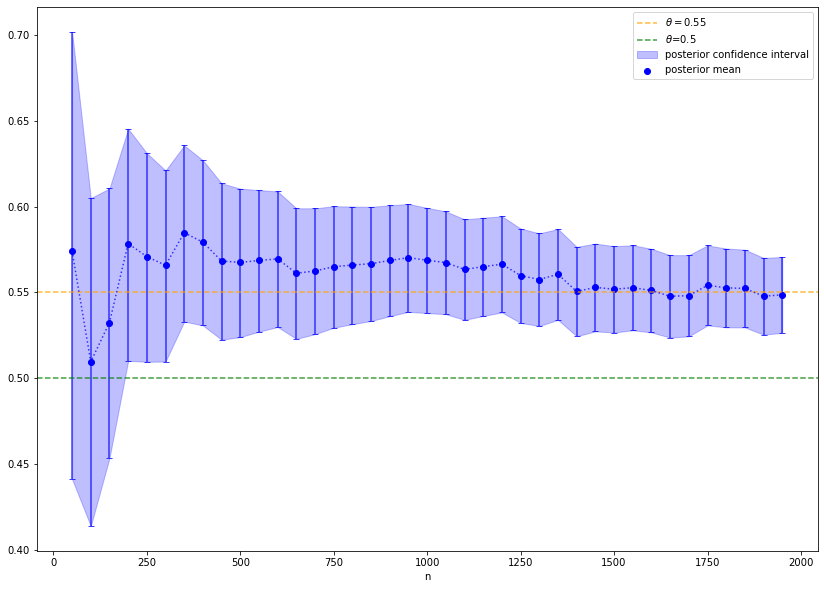 θ = 0.55
θ=0.5
posterior confidence interval
posterior mean
0.70
0.65
0.60
0.55
0.50
0.45
0.40
0 250 500 750 1000 1250 1500 1750 2000
n